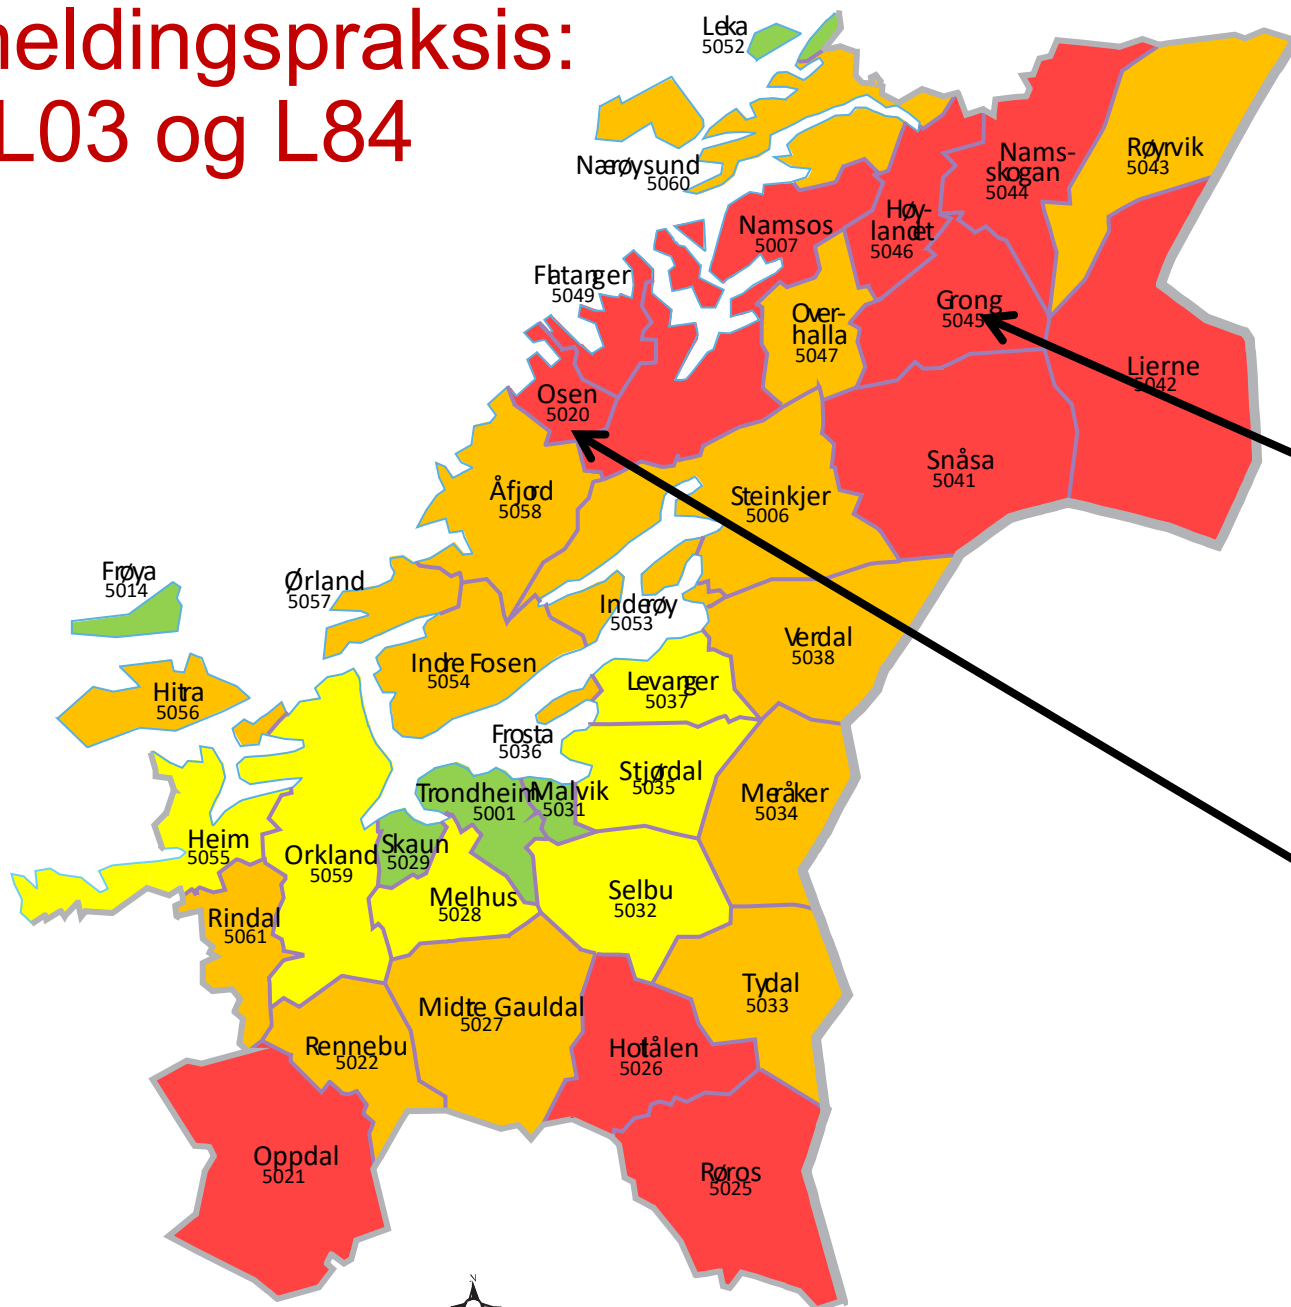 eldingspraksis:
L03 og L84
Leka
5052
Nærøysund
5060
Nams-
skogan
5044
Røyrvik
5043
Namsos
5007
Høy-
landet
5046
Flatanger
5049
Grong
5045
Over-
halla
5047
Lierne
5042
Osen
5020
Snåsa
5041
Åfjord
5058
Steinkjer
5006
Frøya
5014
Ørland
5057
Inderøy
5053
Verdal
5038
Indre Fosen
5054
Levanger
5037
Hitra
5056
Frosta
5036
Stjørdal
5035
Meråker
5034
Trondheim
5001
Malvik
5031
Heim
5055
Orkland
5059
Skaun
5029
Melhus
5028
Selbu
5032
Rindal
5061
Tydal
5033
Midtre Gauldal
5027
Rennebu
5022
Holtålen
5026
Oppdal
5021
Røros
5025
N